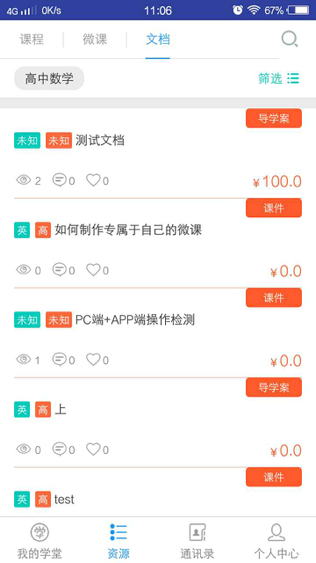 4G 0K/s 11:06 67%
课程 微课 文档
高中数学 筛选
导学案
未知 未知 测试文档
2 0 0 ¥100.0
课件
英 高 如何制作专属于自己的微课
0 0 0 ¥0.0
课件
未知 未知 PC端+APP端操作检测
1 0 0 ¥0.0
导学案
英 高 上
0 0 0 ¥0.0
课件
英 高 test
我的学堂 资源 通讯录 个人中心